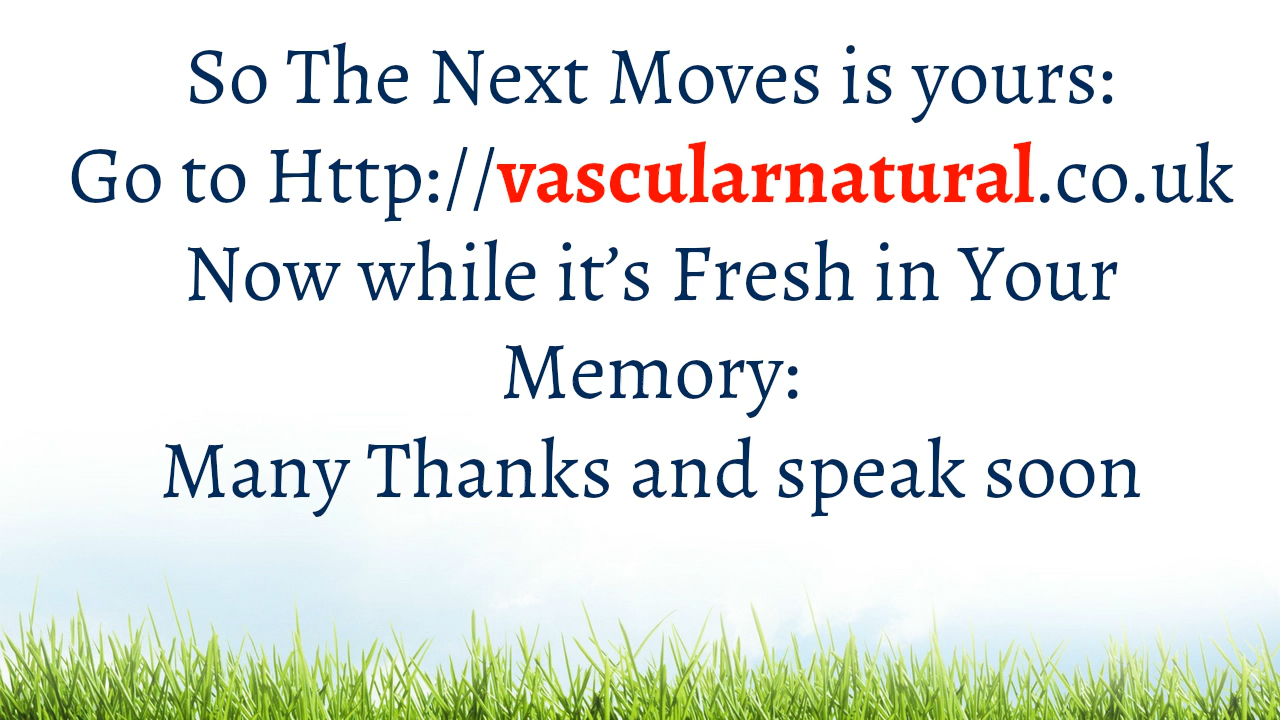 So The Next Moves is yours:
Go to Http://vascularnatural.co.uk
Now while it’s Fresh in Your
Memory:
Many Thanks and speak soon